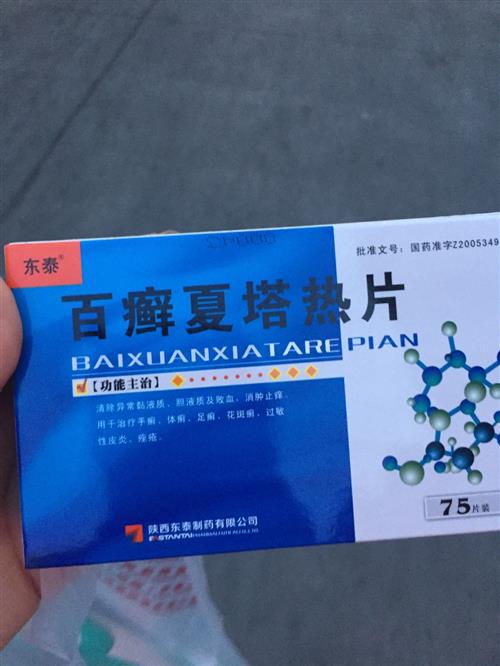 东泰®
批准文号：国药准字Z2005349
百癣夏塔热片
BAIXUANXIATARE PIAN
【功能主治】
清除异常黏液质、胆液质及败血，消肿止痒。
用于治疗手癣、体癣、足癣、花斑癣、过敏
性皮炎、痤疮。
75片装
陕西东泰制药有限公司